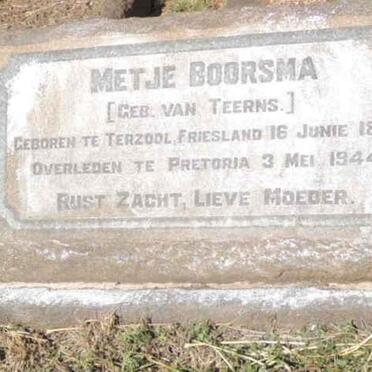 METJE BOORSMA
[GEB. VAN TEERNS.]
GEBOREN TE TERZOOL, FRIESLAND 16 JUNIE 18
OVERLEDEN TE PRETORIA 3 MEI 1944
RUST ZACHT, LIEVE MOEDER.